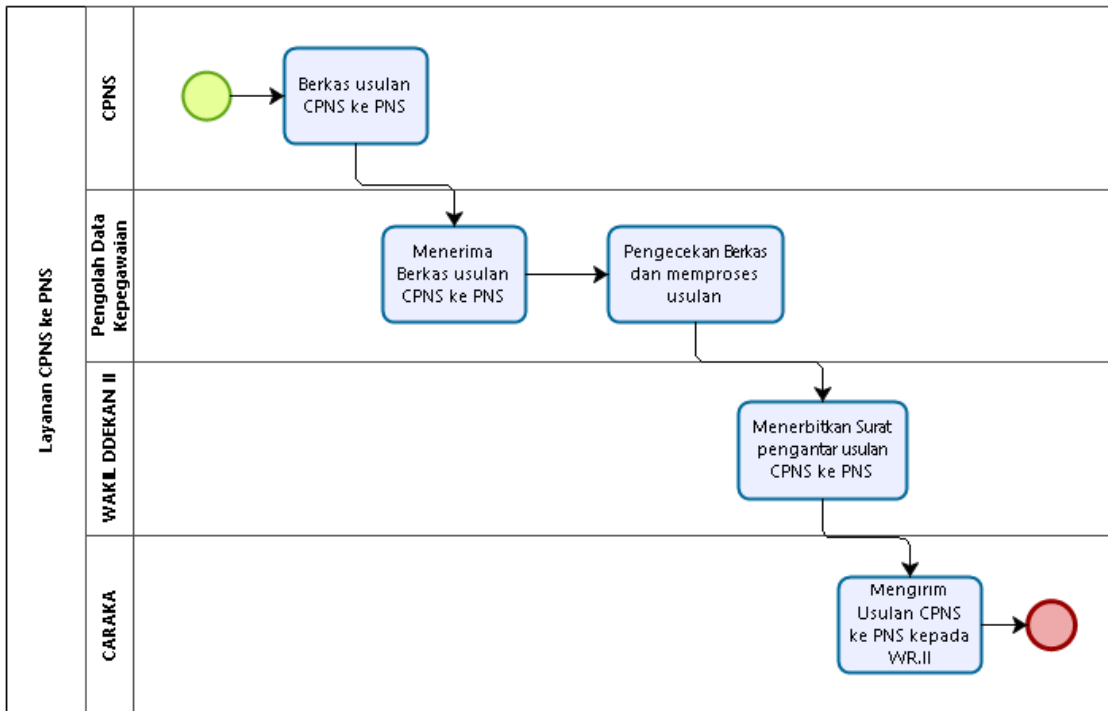 Layanan CPNS ke PNS
CPNS
Berkas usulan
CPNS ke PNS
Pengolah Data
Kepegawaian
Menerima
Berkas usulan
CPNS ke PNS
Pengecekan Berkas
dan memproses
usulan
WAKIL DDEKAN II
Menerbitkan Surat
pengantar usulan
CPNS ke PNS
CARAKA
Mengirim
Usulan CPNS
ke PNS kepada
WR.II